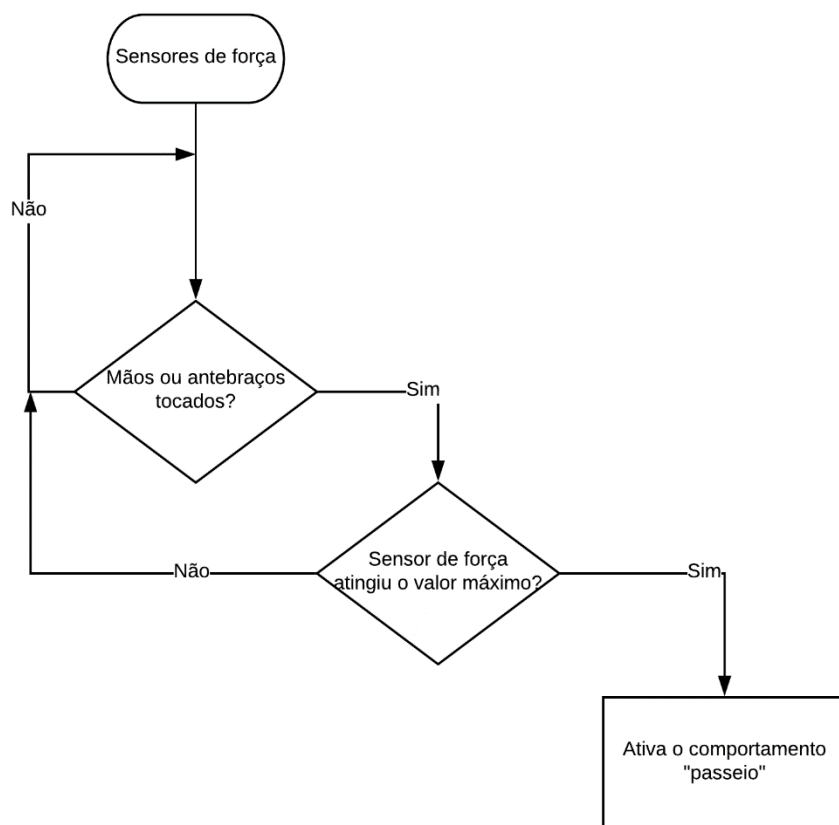 Sensores de força
Não
Mãos ou antebraços
tocados?
Sim
Sensor de força
atingiu o valor máximo?
Não
Sim
Ativa o comportamento
"passeio"